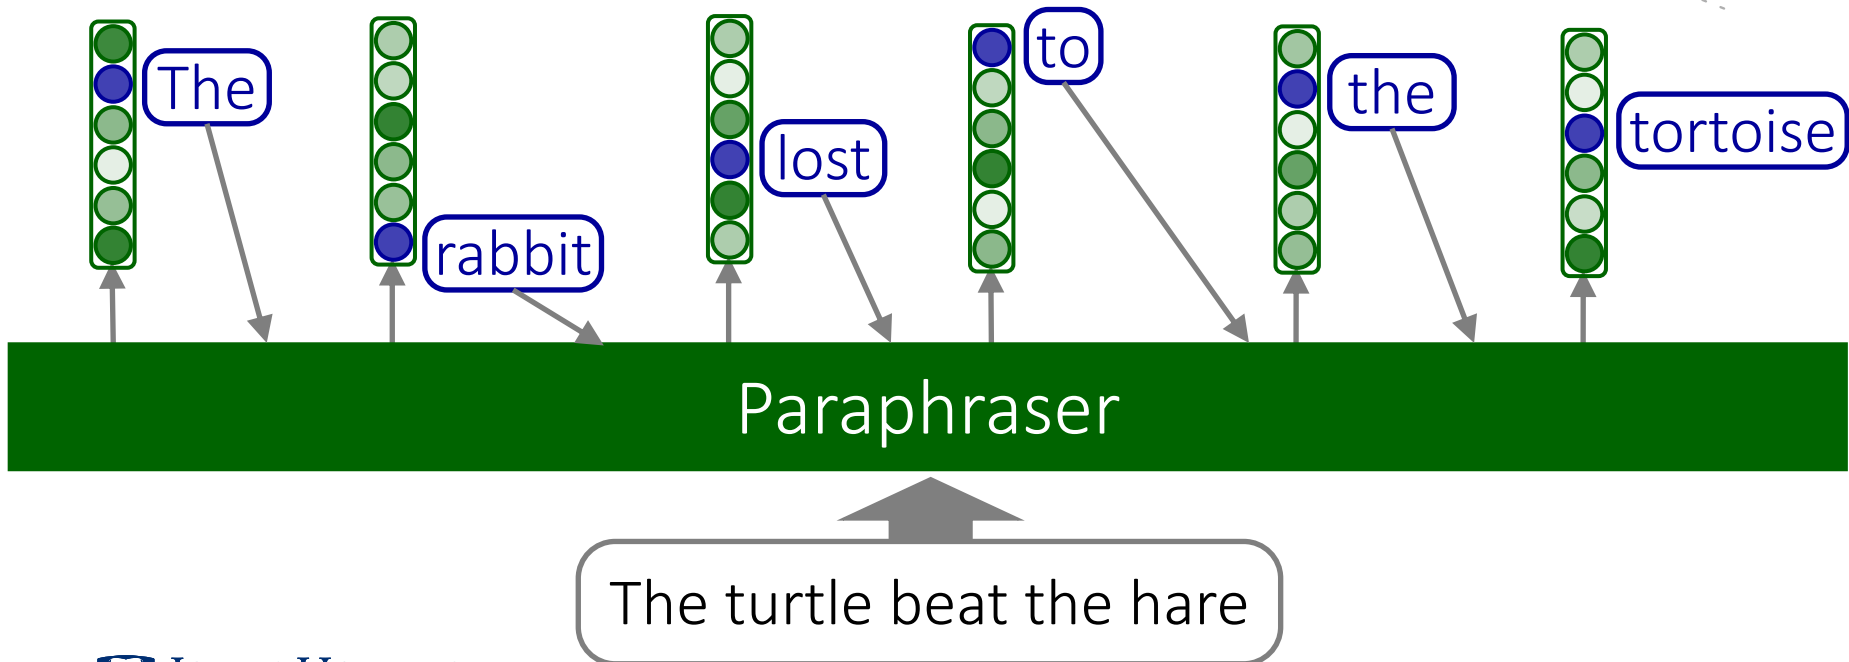 The
rabbit
lost
to
the
tortoise
Paraphraser
The turtle beat the hare